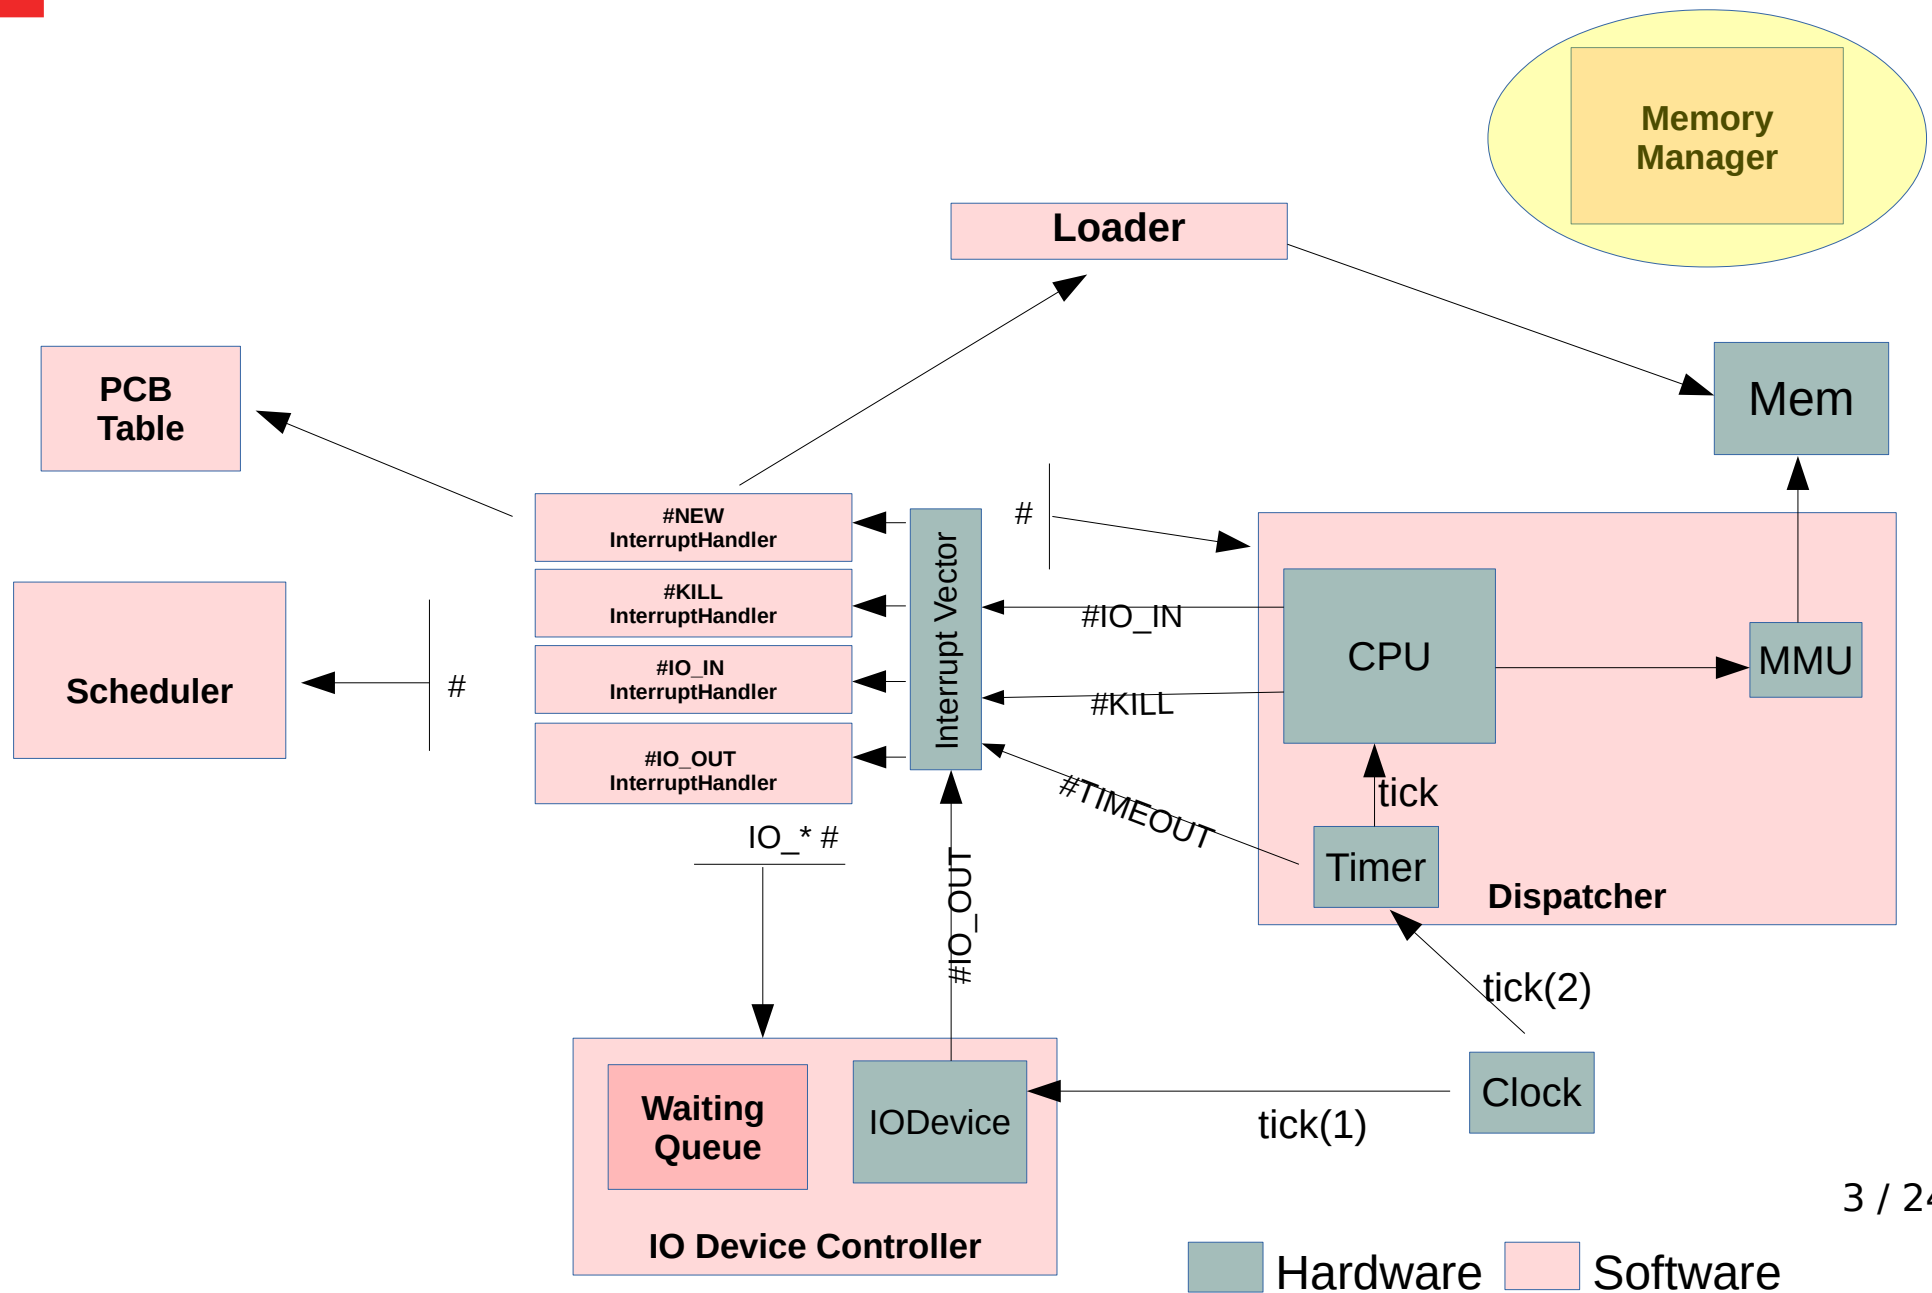 Memory
Manager
Loader
PCB
Table
Mem
#NEW
InterruptHandler
#
#KILL
InterruptHandler
Interrupt Vector
#IO_IN
CPU
MMU
Scheduler
#
#IO_IN
InterruptHandler
#KILL
#IO_OUT
InterruptHandler
#TIMEOUT
tick
IO_* #
Timer
Dispatcher
#IO_OUT
tick(2)
Waiting
Queue
IODevice
Clock
tick(1)
IO Device Controller
3 / 24
Hardware
Software